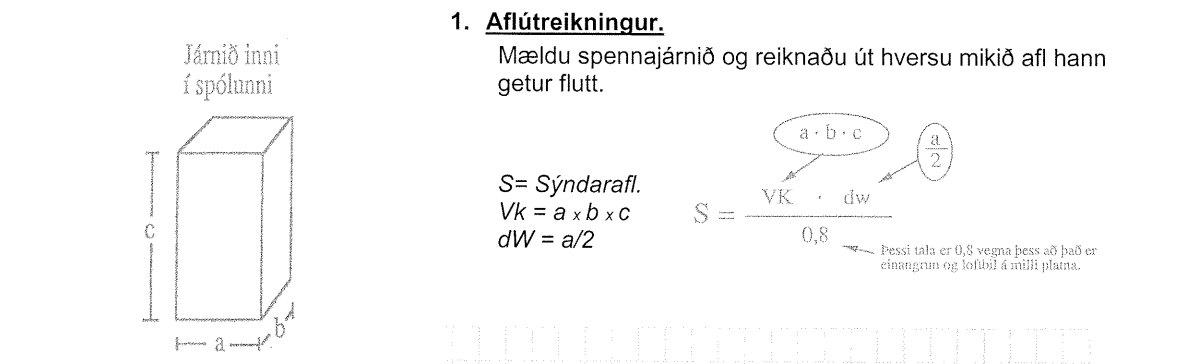 1. Aflútreikningur.
Mældu spennajárnið og reiknaðu út hversu mikið afl hann
getur flutt.
Járnið inni
í spólunni
c
a
b
S= Sýndarafl.
Vk = a x b x c
dW = a/2
a · b · c
a
2
S = VK · dw
0,8
Þessi tala er 0,8 vegna þess að það er
einangrun og loftbil á milli platna.